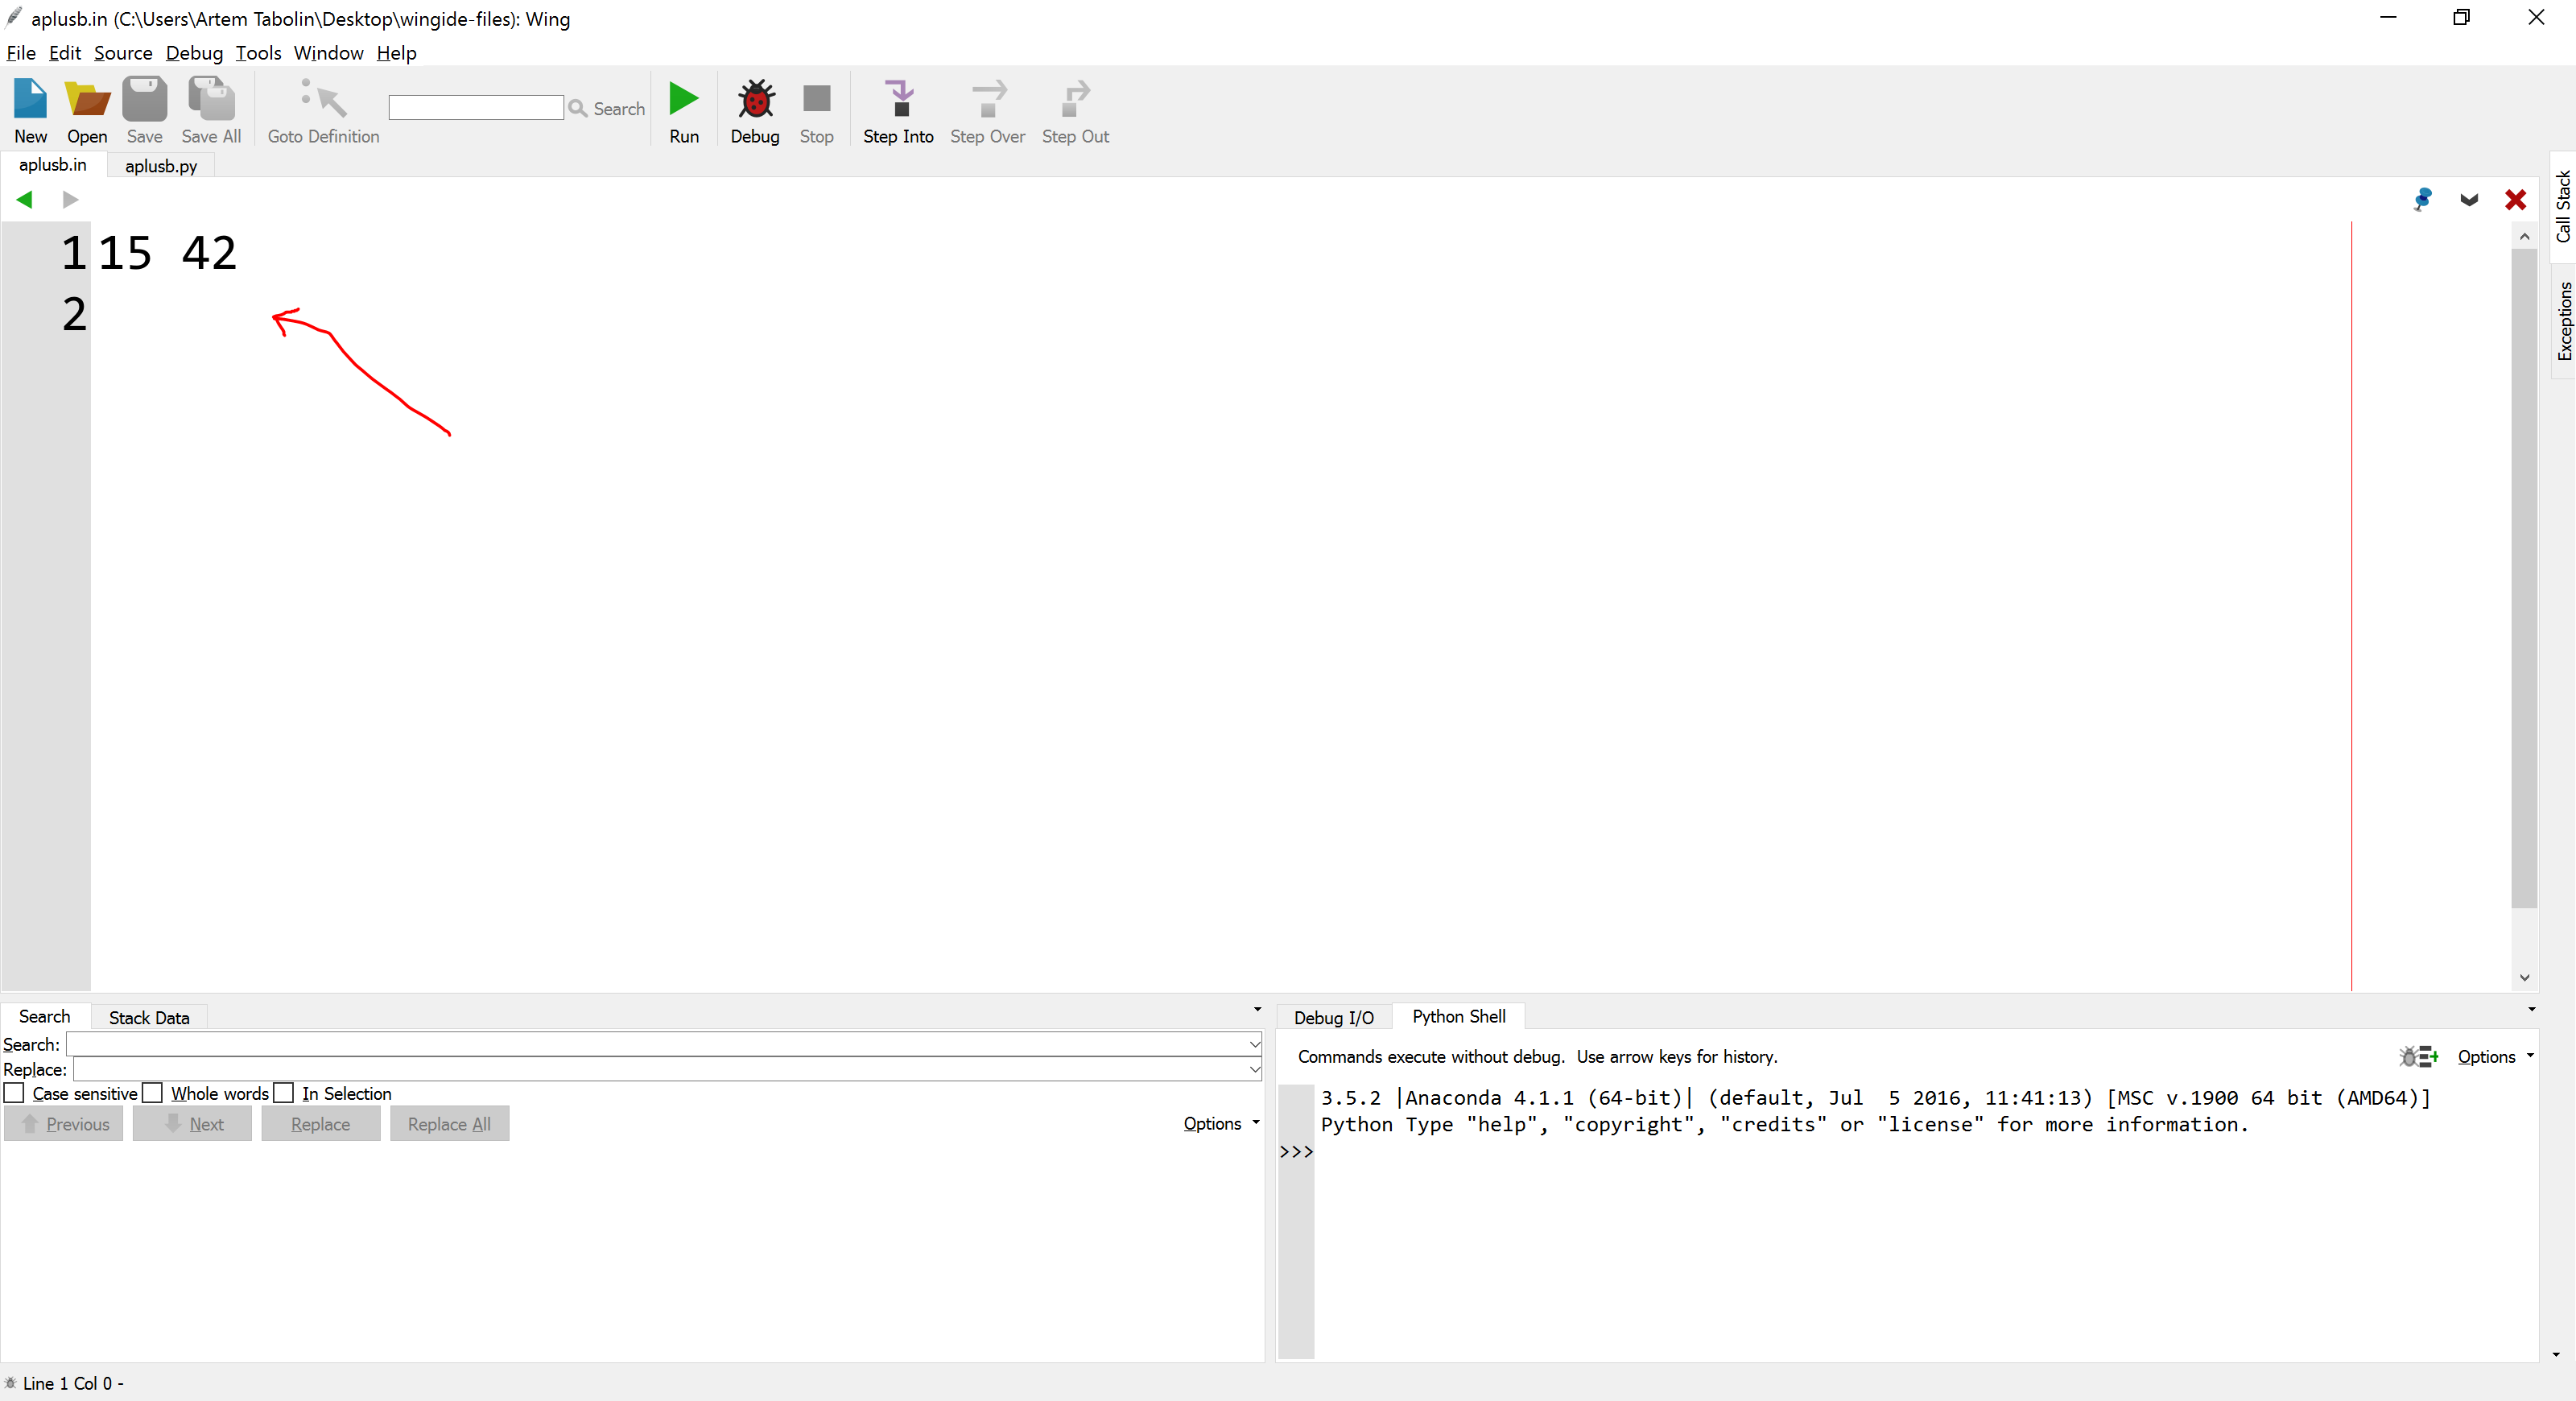 aplusb.in (C:\Users\Artem Tabolin\Desktop\wingide-files): Wing
File Edit Source Debug Tools Window Help
New Open Save Save All Goto Definition Search Run Debug Stop Step Into Step Over Step Out
aplusb.in aplusb.py
Call Stack
Exceptions
1 15 42
2
Search Stack Data
Search:
Replace:
Case sensitive Whole words In Selection
Previous Next Replace Replace All Options
Debug I/O Python Shell
Commands execute without debug. Use arrow keys for history. Options
3.5.2 |Anaconda 4.1.1 (64-bit)| (default, Jul  5 2016, 11:41:13) [MSC v.1900 64 bit (AMD64)]
Python Type "help", "copyright", "credits" or "license" for more information.
>>>
Line 1 Col 0 -